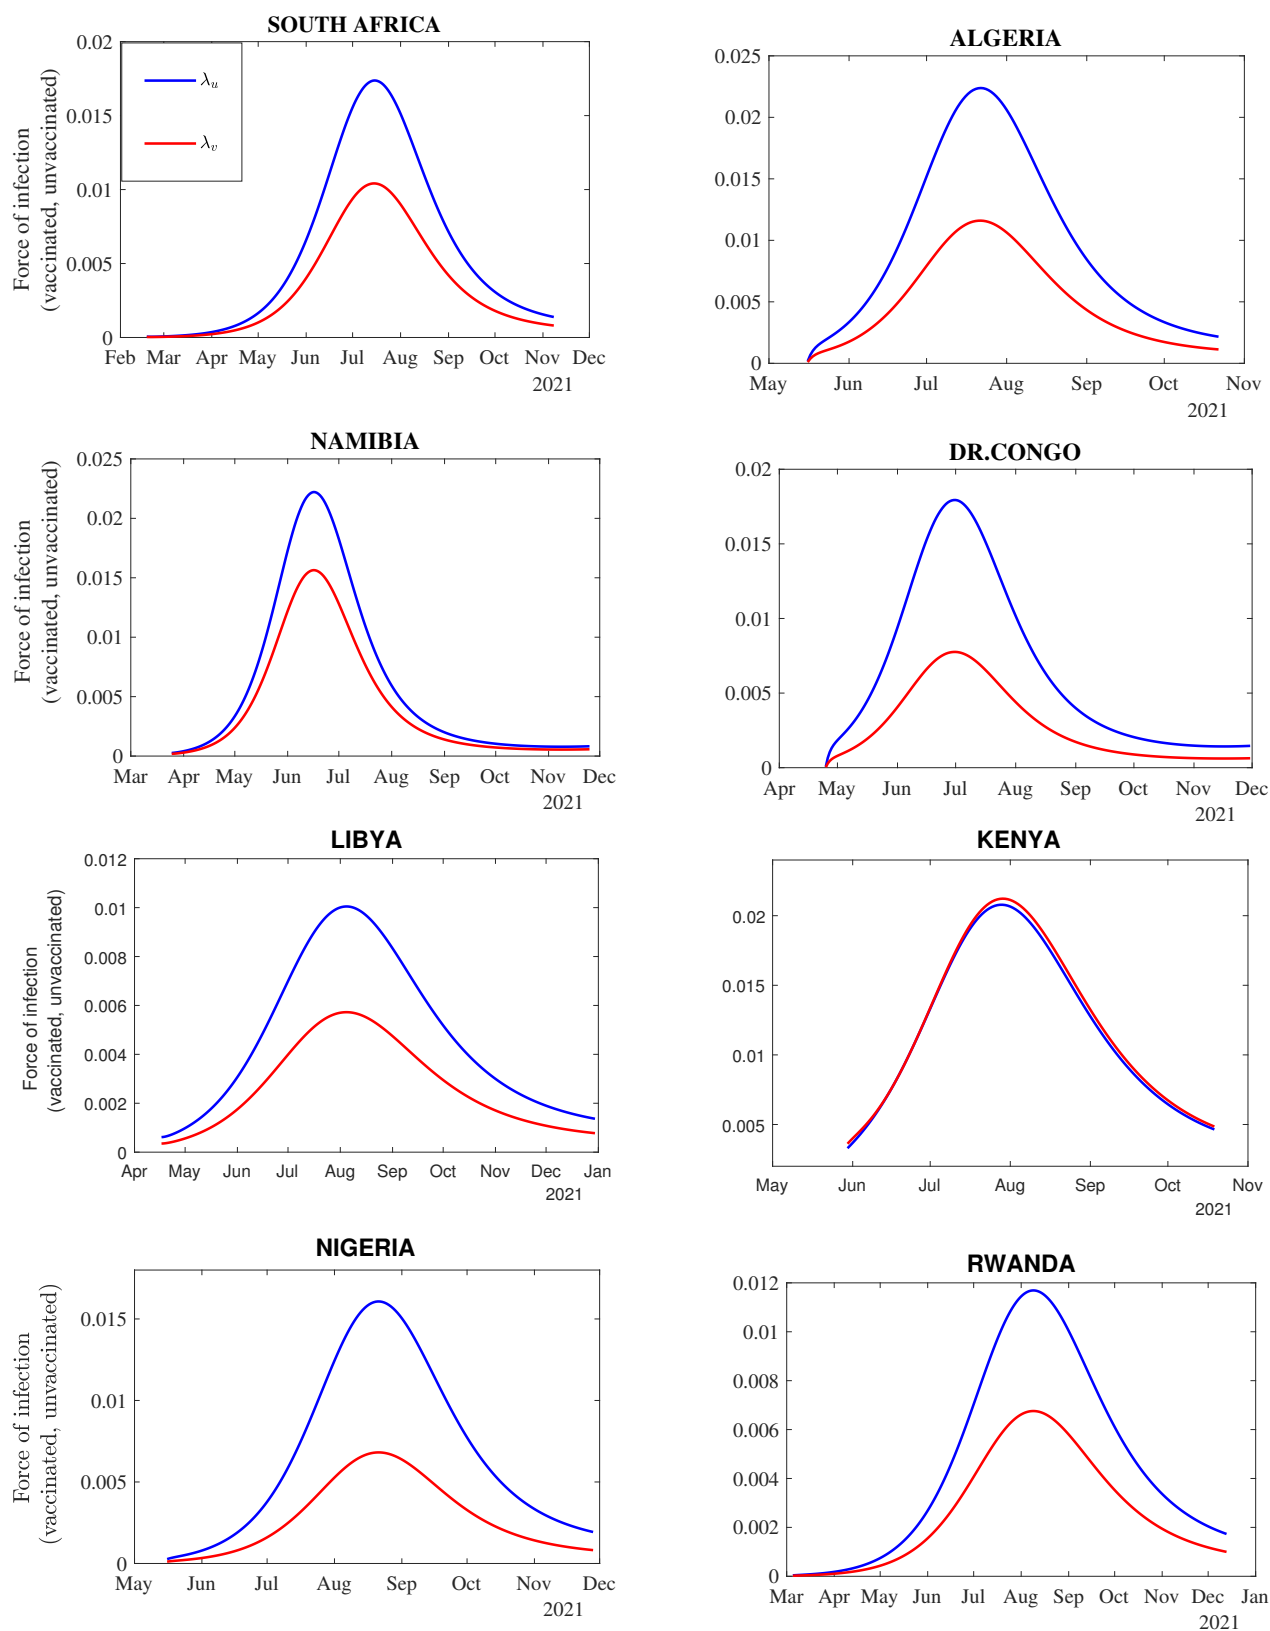 SOUTH AFRICA
Force of infection
(vaccinated, unvaccinated)
0.02
0.015
0.01
0.005
0
λu
λv
Feb Mar Apr May Jun Jul Aug Sep Oct Nov Dec
2021
ALGERIA
0.025
0.02
0.015
0.01
0.005
0
May Jun Jul Aug Sep Oct Nov
2021
NAMIBIA
Force of infection
(vaccinated, unvaccinated)
0.025
0.02
0.015
0.01
0.005
0
Mar Apr May Jun Jul Aug Sep Oct Nov Dec
2021
DR.CONGO
0.02
0.015
0.01
0.005
0
Apr May Jun Jul Aug Sep Oct Nov Dec
2021
LIBYA
Force of infection
(vaccinated, unvaccinated)
0.012
0.01
0.008
0.006
0.004
0.002
0
Apr May Jun Jul Aug Sep Oct Nov Dec Jan
2021
KENYA
0.02
0.015
0.01
0.005
May Jun Jul Aug Sep Oct Nov
2021
NIGERIA
Force of infection
(vaccinated, unvaccinated)
0.015
0.01
0.005
0
May Jun Jul Aug Sep Oct Nov Dec
2021
RWANDA
0.012
0.01
0.008
0.006
0.004
0.002
0
Mar Apr May Jun Jul Aug Sep Oct Nov Dec Jan
2021